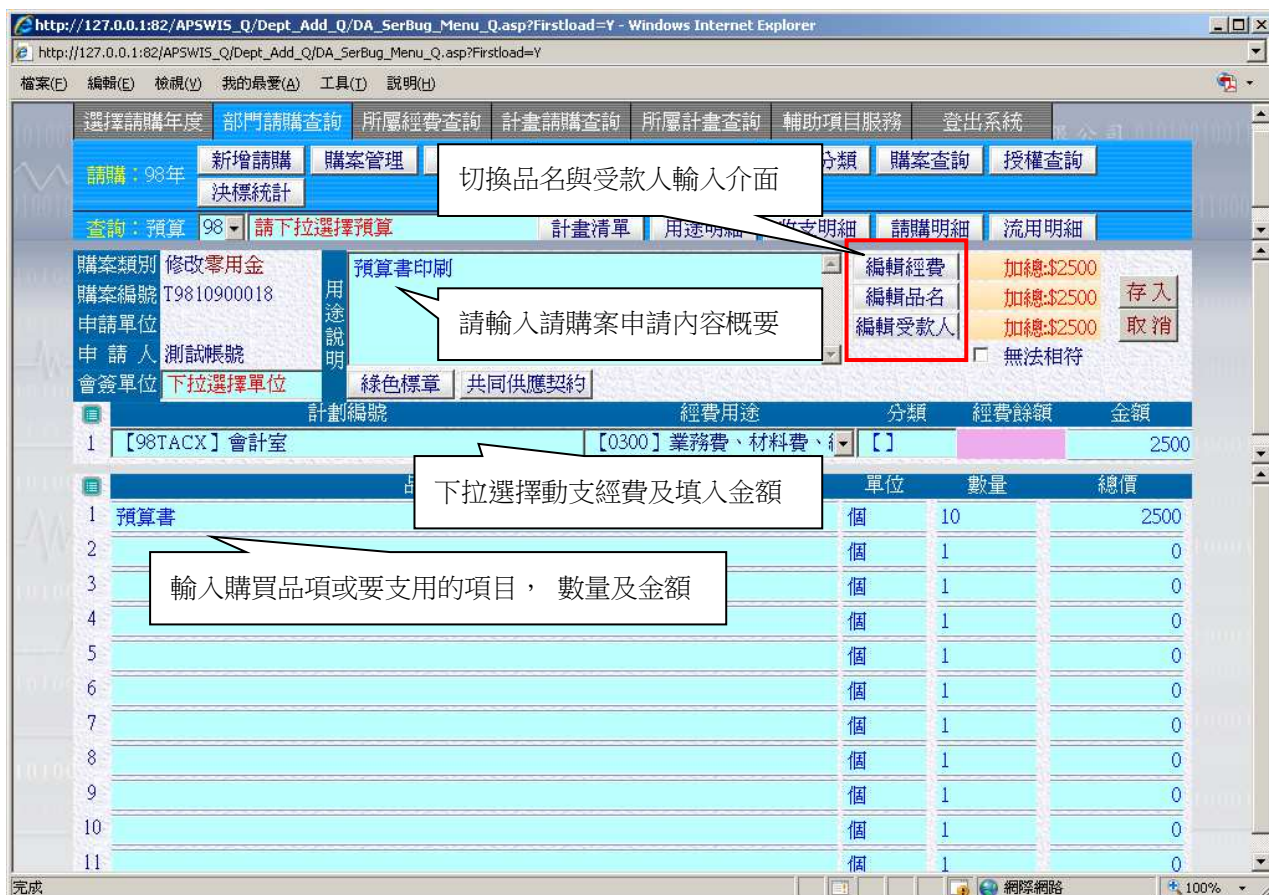 http://127.0.0.1:82/APSWIS_Q/Dept_Add_Q/DA_SerBug_Menu_Q.asp?Firstload=Y - Windows Internet Explorer
http://127.0.0.1:82/APSWIS_Q/Dept_Add_Q/DA_SerBug_Menu_Q.asp?Firstload=Y
檔案(F) 編輯(E) 檢視(V) 我的最愛(A) 工具(T) 說明(H)
選擇請購年度 部門請購查詢 所屬經費查詢 計畫請購查詢 所屬計畫查詢 輔助項目服務 登出系統
請購：98年 新增請購 購案管理 分類 購案查詢 授權查詢
決標統計
切換品名與受款人輸入介面
查詢：預算 98 請下拉選擇預算 計畫清單 用途明細 收支明細 請購明細 流用明細
購案類別 修改零用金 用途說明 預算書印刷 編輯經費 加總:$2500
購案編號 T9810900018 編輯品名 加總:$2500 存入
申請單位 請輸入請購案申請內容概要 編輯受款人 加總:$2500 取消
申請人 測試帳號 無法相符
會簽單位 下拉選擇單位 綠色標章 共同供應契約
計劃編號 經費用途 分類 經費餘額 金額
1 【98TACX】會計室 【0300】業務費、材料費、 【】 2500
下拉選擇動支經費及填入金額
單位 數量 總價
1 預算書 個 10 2500
2 個 1 0
輸入購買品項或要支用的項目， 數量及金額
3 個 1 0
4 個 1 0
5 個 1 0
6 個 1 0
7 個 1 0
8 個 1 0
9 個 1 0
10 個 1 0
11 個 1 0
完成 網際網路 100%